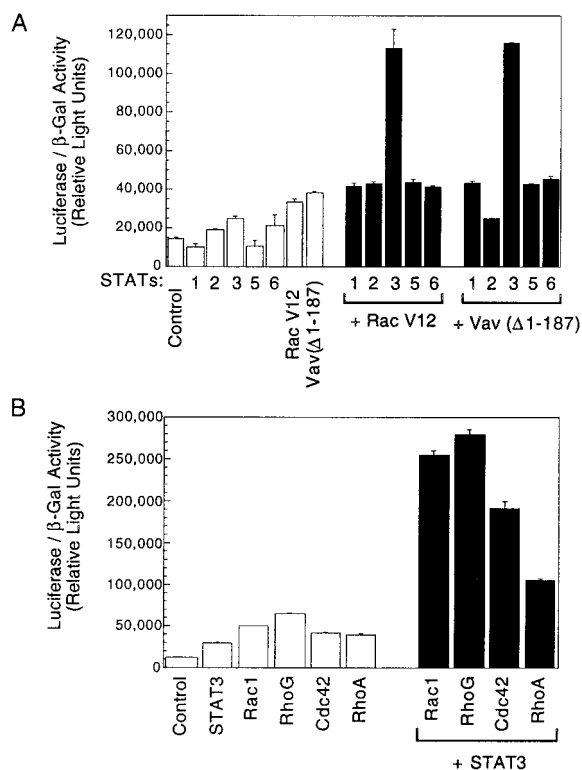 A
Luciferase / β-Gal Activity
(Reletive Light Units)
120,000
100,000
80,000
60,000
40,000
20,000
0
STATs: 1 2 3 5 6 1 2 3 5 6 1 2 3 5 6
Control
Rac V12
Vav(Δ1-187)
+ Rac V12
+ Vav (Δ1-187)
B
Luciferase / β-Gal Activity
(Relative Light Units)
300,000
250,000
200,000
150,000
100,000
50,000
0
Control
STAT3
Rac1
RhoG
Cdc42
RhoA
Rac1
RhoG
Cdc42
RhoA
+ STAT3